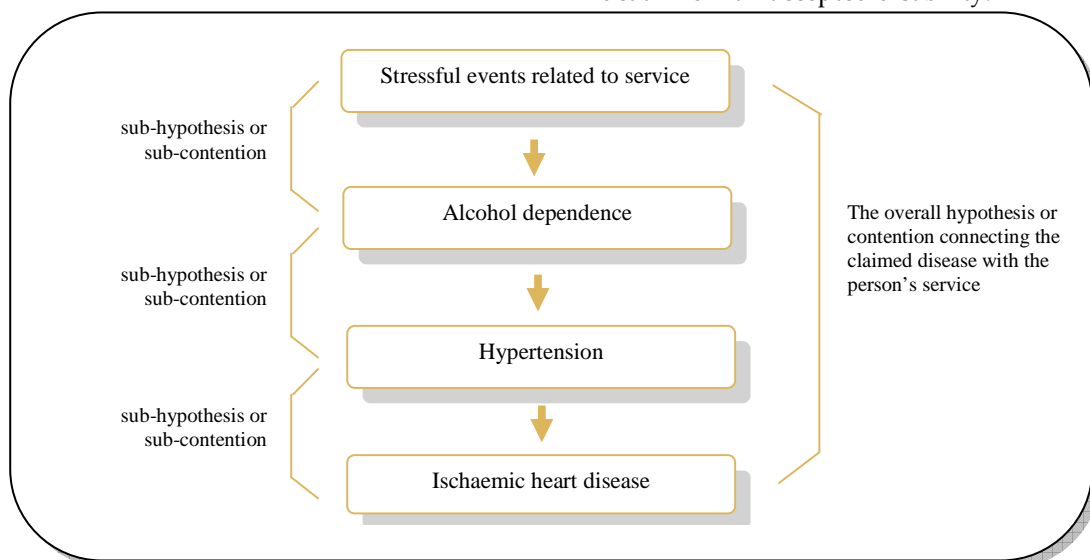 Stressful events related to service
sub-hypothesis or
sub-contention
Alcohol dependence
The overall hypothesis or
contention connecting the
claimed disease with the
person's service
sub-hypothesis or
sub-contention
Hypertension
sub-hypothesis or
sub-contention
Ischaemic heart disease